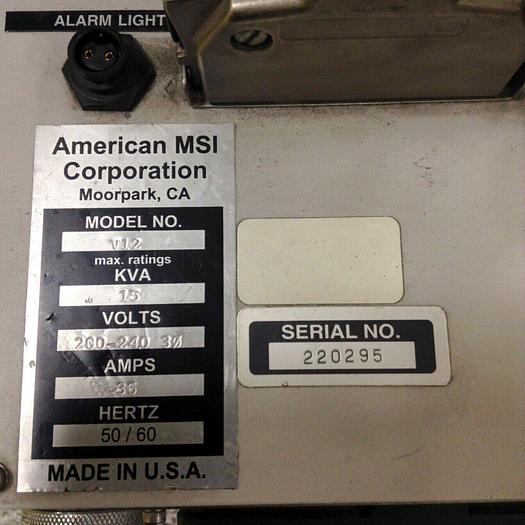 ALARM LIGHT
American MSI
Corporation
Moorpark, CA
MODEL NO.
V12
max. ratings
KVA
15
VOLTS
200-240 3Ø
AMPS
36
HERTZ
50 / 60
MADE IN U.S.A.
SERIAL NO.
220295